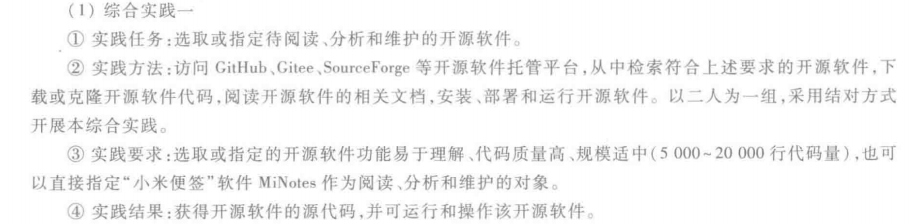 (1) 综合实践一
① 实践任务:选取或指定待阅读、分析和维护的开源软件。
② 实践方法:访问 GitHub、Gitee、SourceForge 等开源软件托管平台,从中检索符合上述要求的开源软件,下
载或克隆开源软件代码,阅读开源软件的相关文档,安装、部署和运行开源软件。以二人为一组,采用结对方式
开展本综合实践。
③ 实践要求:选取或指定的开源软件功能易于理解、代码质量高、规模适中(5 000~20 000 行代码量),也可
以直接指定“小米便签”软件 MiNotes 作为阅读、分析和维护的对象。
④ 实践结果:获得开源软件的源代码,并可运行和操作该开源软件。